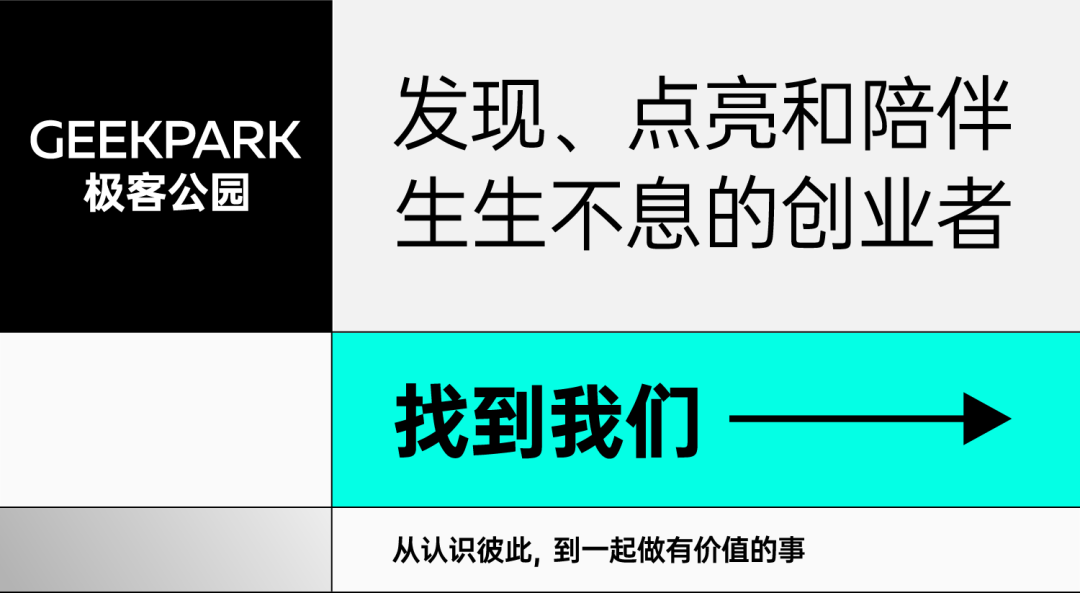 GEEKPARK
极客公园
发现、点亮和陪伴
生生不息的创业者
找到我们
从认识彼此, 到一起做有价值的事